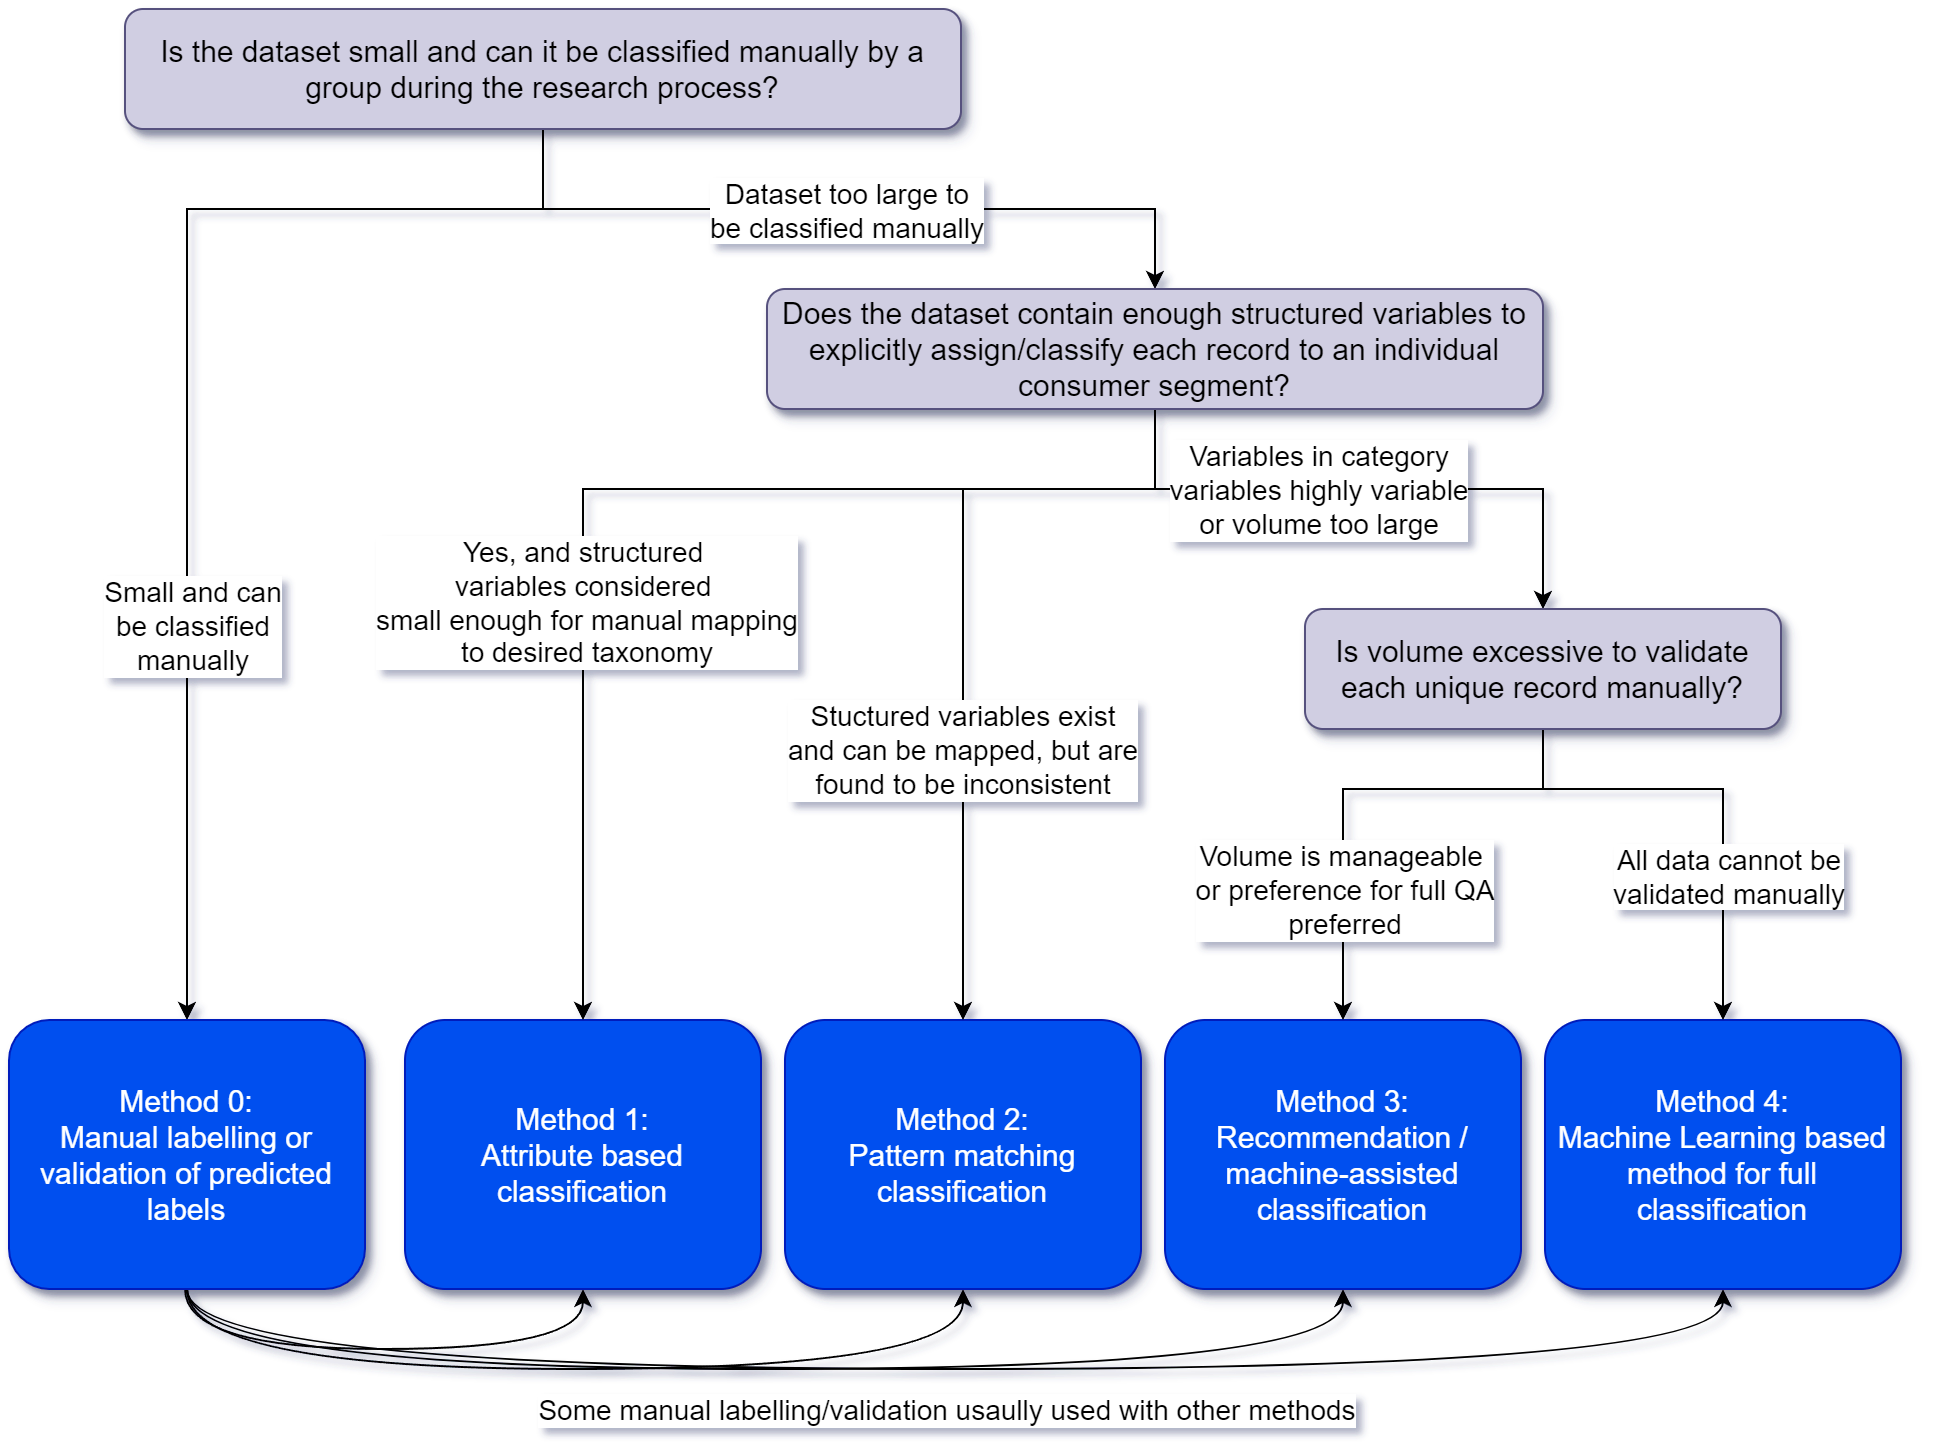 Is the dataset small and can it be classified manually by a
group during the research process?
Dataset too large to
be classified manually
Does the dataset contain enough structured variables to
explicitly assign/classify each record to an individual
consumer segment?
Variables in category
variables highly variable
or volume too large
Yes, and structured
variables considered
small enough for manual mapping
to desired taxonomy
Small and can
be classified
manually
Is volume excessive to validate
each unique record manually?
Stuctured variables exist
and can be mapped, but are
found to be inconsistent
Volume is manageable
or preference for full QA
preferred
All data cannot be
validated manually
Method 0:
Manual labelling or
validation of predicted
labels
Method 1:
Attribute based
classification
Method 2:
Pattern matching
classification
Method 3:
Recommendation /
machine-assisted
classification
Method 4:
Machine Learning based
method for full
classification
Some manual labelling/validation usaully used with other methods